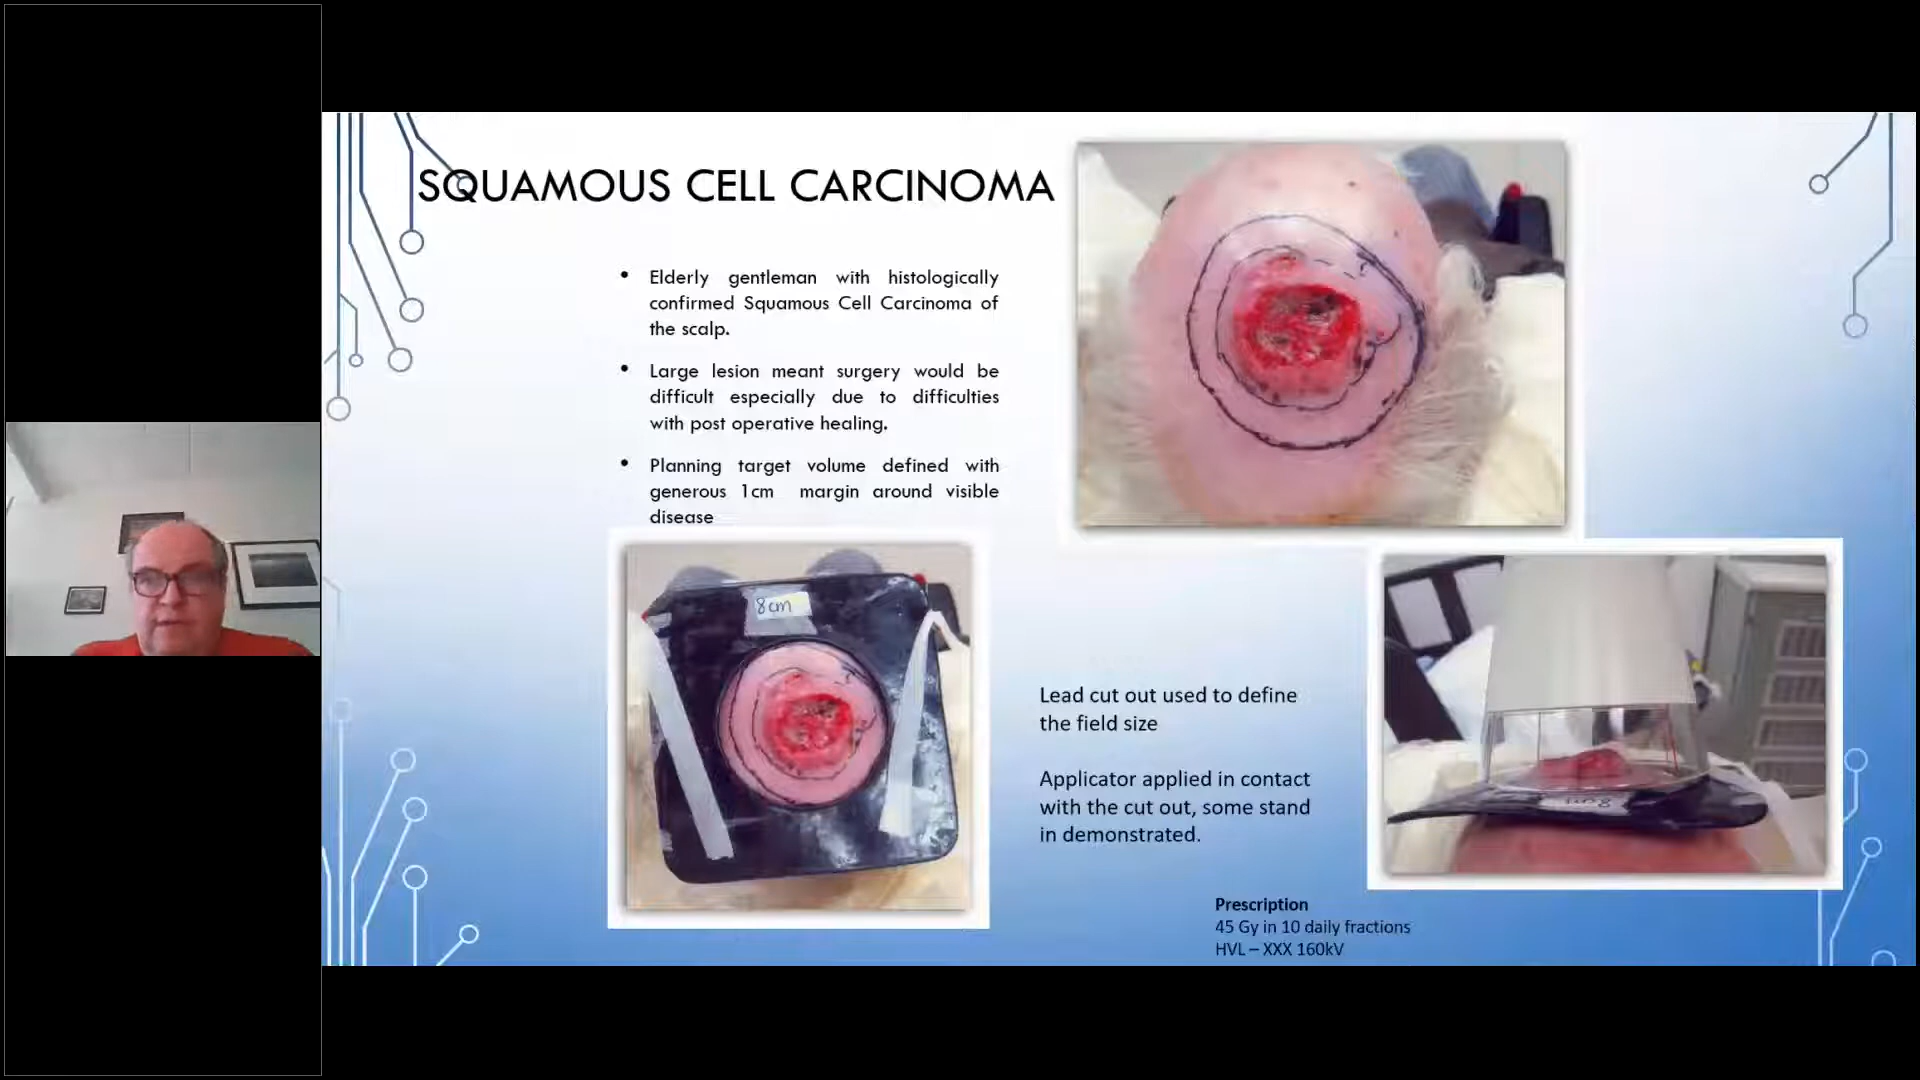 SQUAMOUS CELL CARCINOMA
• Elderly gentleman with histologically
confirmed Squamous Cell Carcinoma of
the scalp.
• Large lesion meant surgery would be
difficult especially due to difficulties
with post operative healing.
• Planning target volume defined with
generous 1cm margin around visible
disease
8cm
Lead cut out used to define
the field size
Applicator applied in contact
with the cut out, some stand
in demonstrated.
8cm
Prescription
45 Gy in 10 daily fractions
HVL – XXX 160kV